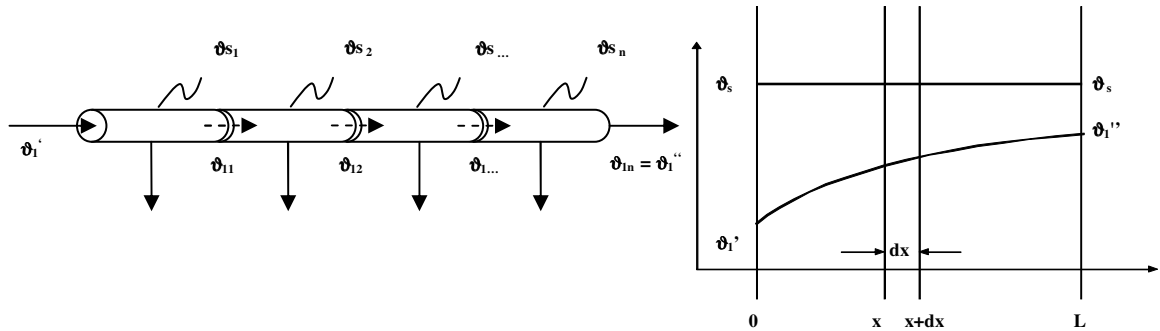 ϑs₁ ϑs₂ ϑs… ϑsₙ
ϑ₁‘
ϑ₁₁ ϑ₁₂ ϑ₁… ϑ₁ₙ = ϑ₁“
ϑₛ ϑₛ
ϑ₁”
ϑ₁’
dx
0 x x+dx L